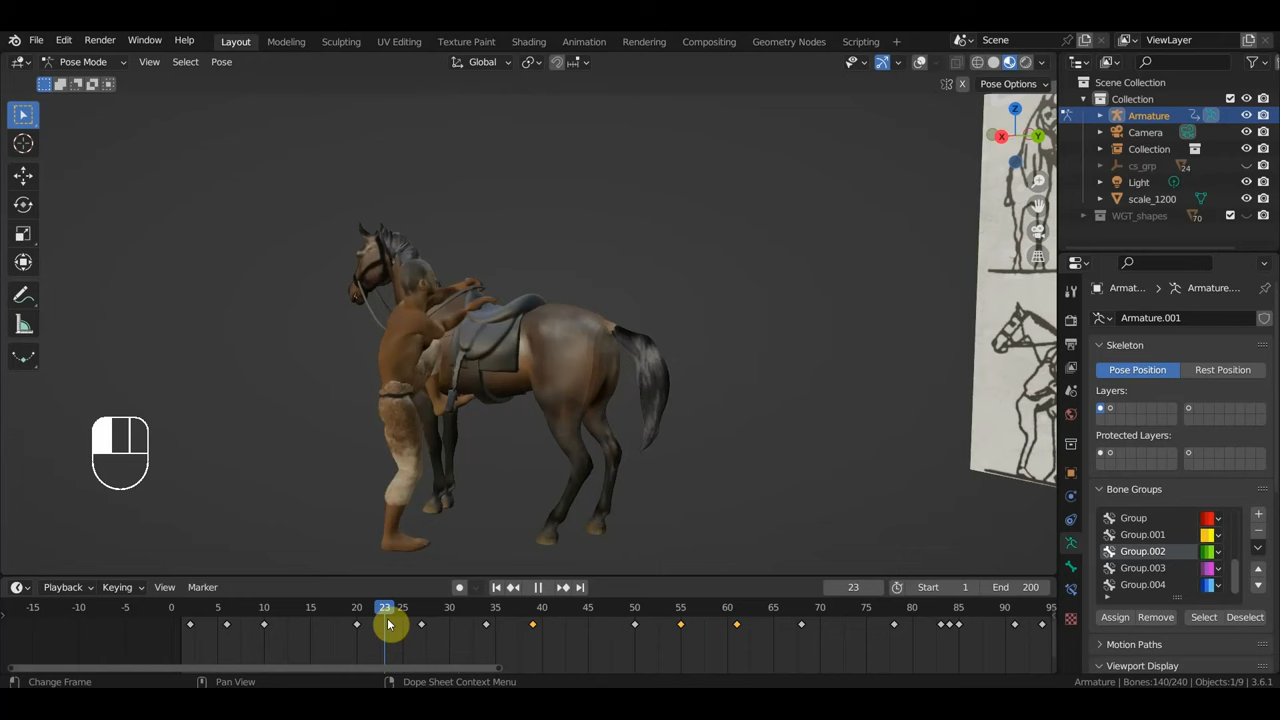 File Edit Render Window Help Layout Modeling Sculpting UV Editing Texture Paint Shading Animation Rendering Compositing Geometry Nodes Scripting + Scene ViewLayer
Pose Mode View Select Pose Global
X Pose Options
Scene Collection
Collection
Armature
Camera
Collection
cs_grp 24
Light
scale_1200
WGT_shapes 70
Z
X Y
Armat... Armature....
Armature.001
Skeleton
Pose Position Rest Position
Layers:
Protected Layers:
Bone Groups
Group
Group.001
Group.002
Group.003
Group.004
Assign Remove Select Deselect
Motion Paths
Viewport Display
Playback Keying View Marker 23 Start 1 End 200
-15 -10 -5 0 5 10 15 20 23 25 30 35 40 45 50 55 60 65 70 75 80 85 90 95
Change Frame Pan View Dope Sheet Context Menu Armature | Bones:140/240 | Objects:1/9 | 3.6.1